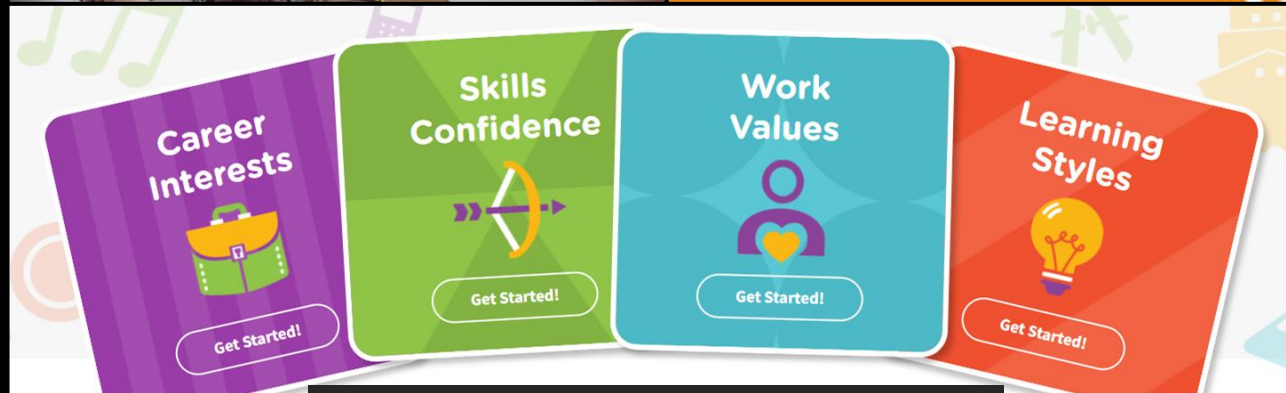 Career
Interests
Get Started!
Skills
Confidence
Get Started!
Work
Values
Get Started!
Learning
Styles
Get Started!